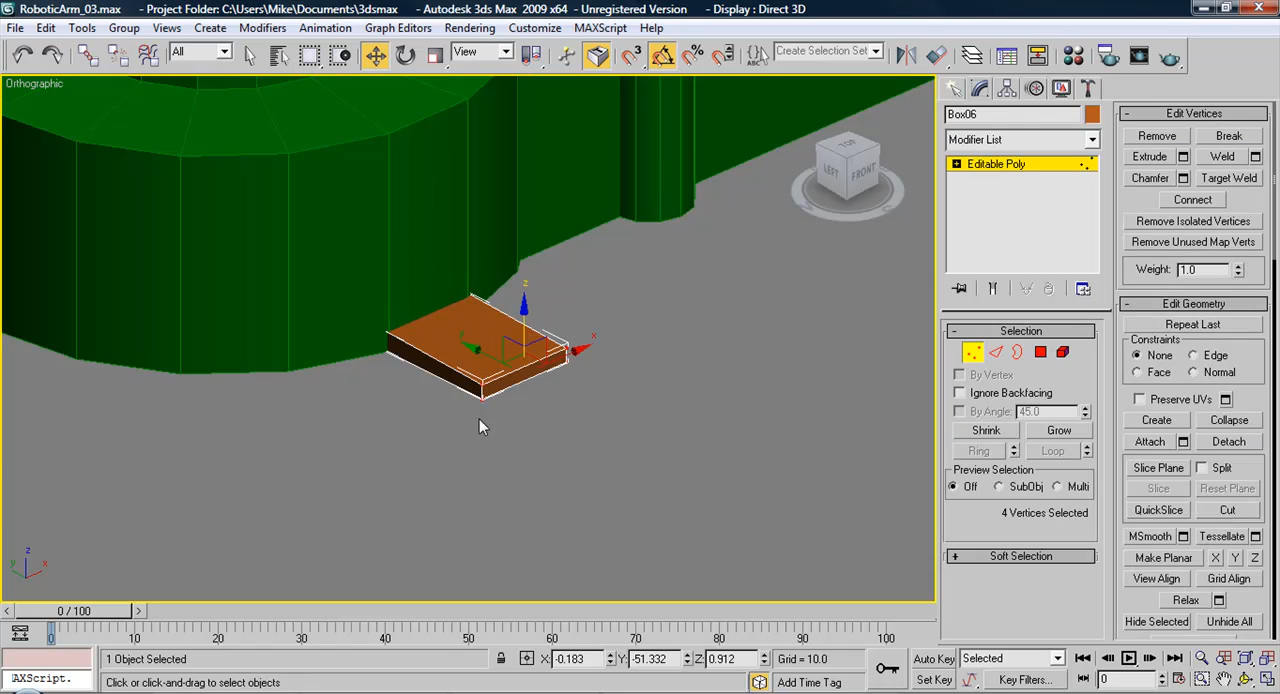 RoboticArm_03.max - Project Folder: C:\Users\Mike\Documents\3dsmax - Autodesk 3ds Max 2009 x64 - Unregistered Version - Display : Direct 3D
File Edit Tools Group Views Create Modifiers Animation Graph Editors Rendering Customize MAXScript Help
All View Create Selection Set
Orthographic
TOP
LEFT FRONT
z
x
y
z
y x
Box06
Modifier List
Editable Poly
Selection
By Vertex
Ignore Backfacing
By Angle: 45.0
Shrink Grow
Ring Loop
Preview Selection
Off SubObj Multi
4 Vertices Selected
Soft Selection
Edit Vertices
Remove Break
Extrude Weld
Chamfer Target Weld
Connect
Remove Isolated Vertices
Remove Unused Map Verts
Weight: 1.0
Edit Geometry
Repeat Last
Constraints
None Edge
Face Normal
Preserve UVs
Create Collapse
Attach Detach
Slice Plane Split
Slice Reset Plane
QuickSlice Cut
MSmooth Tessellate
Make Planar X Y Z
View Align Grid Align
Relax
Hide Selected Unhide All
0 / 100
0 10 20 30 40 50 60 70 80 90 100
1 Object Selected X: -0.183 Y: -51.332 Z: 0.912 Grid = 10.0 Auto Key Selected
AXScript. Click or click-and-drag to select objects Add Time Tag Set Key Key Filters... 0